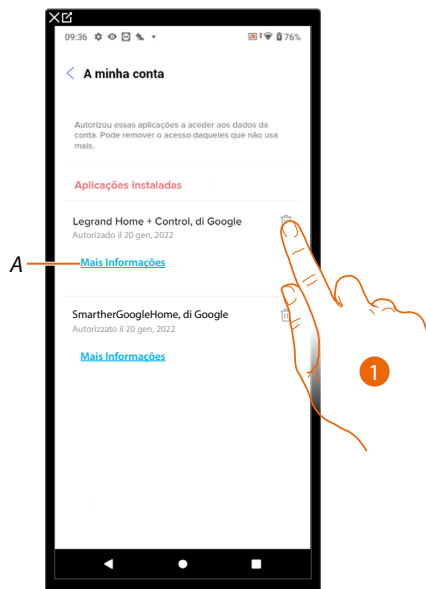 09:36
76%
A minha conta
Autorizou essas aplicações a aceder aos dados da
conta. Pode remover o acesso daqueles que não usa
mais.
Aplicações instaladas
Legrand Home + Control, di Google
Autorizado il 20 gen, 2022
A
Mais Informações
SmartherGoogleHome, di Google
Autorizzato il 20 gen, 2022
Mais Informações
1